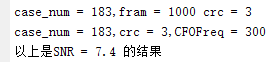 case_num = 183,fram = 1000 crc = 3
case_num = 183,crc = 3,CFOFreq = 300
以上是SNR = 7.4 的结果